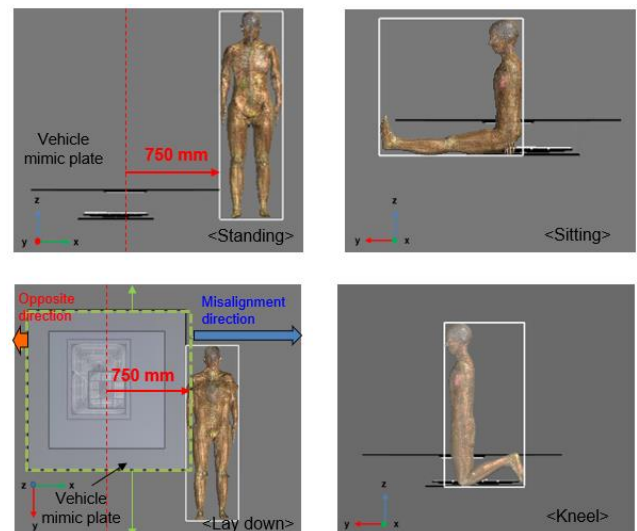 Vehicle
mimic plate
750 mm
z
y
x
<Standing>
z
y
x
<Sitting>
Opposite
direction
Misalignment
direction
750 mm
z
x
y
Vehicle
mimic plate
<Lay down>
z
y
x
<Kneel>